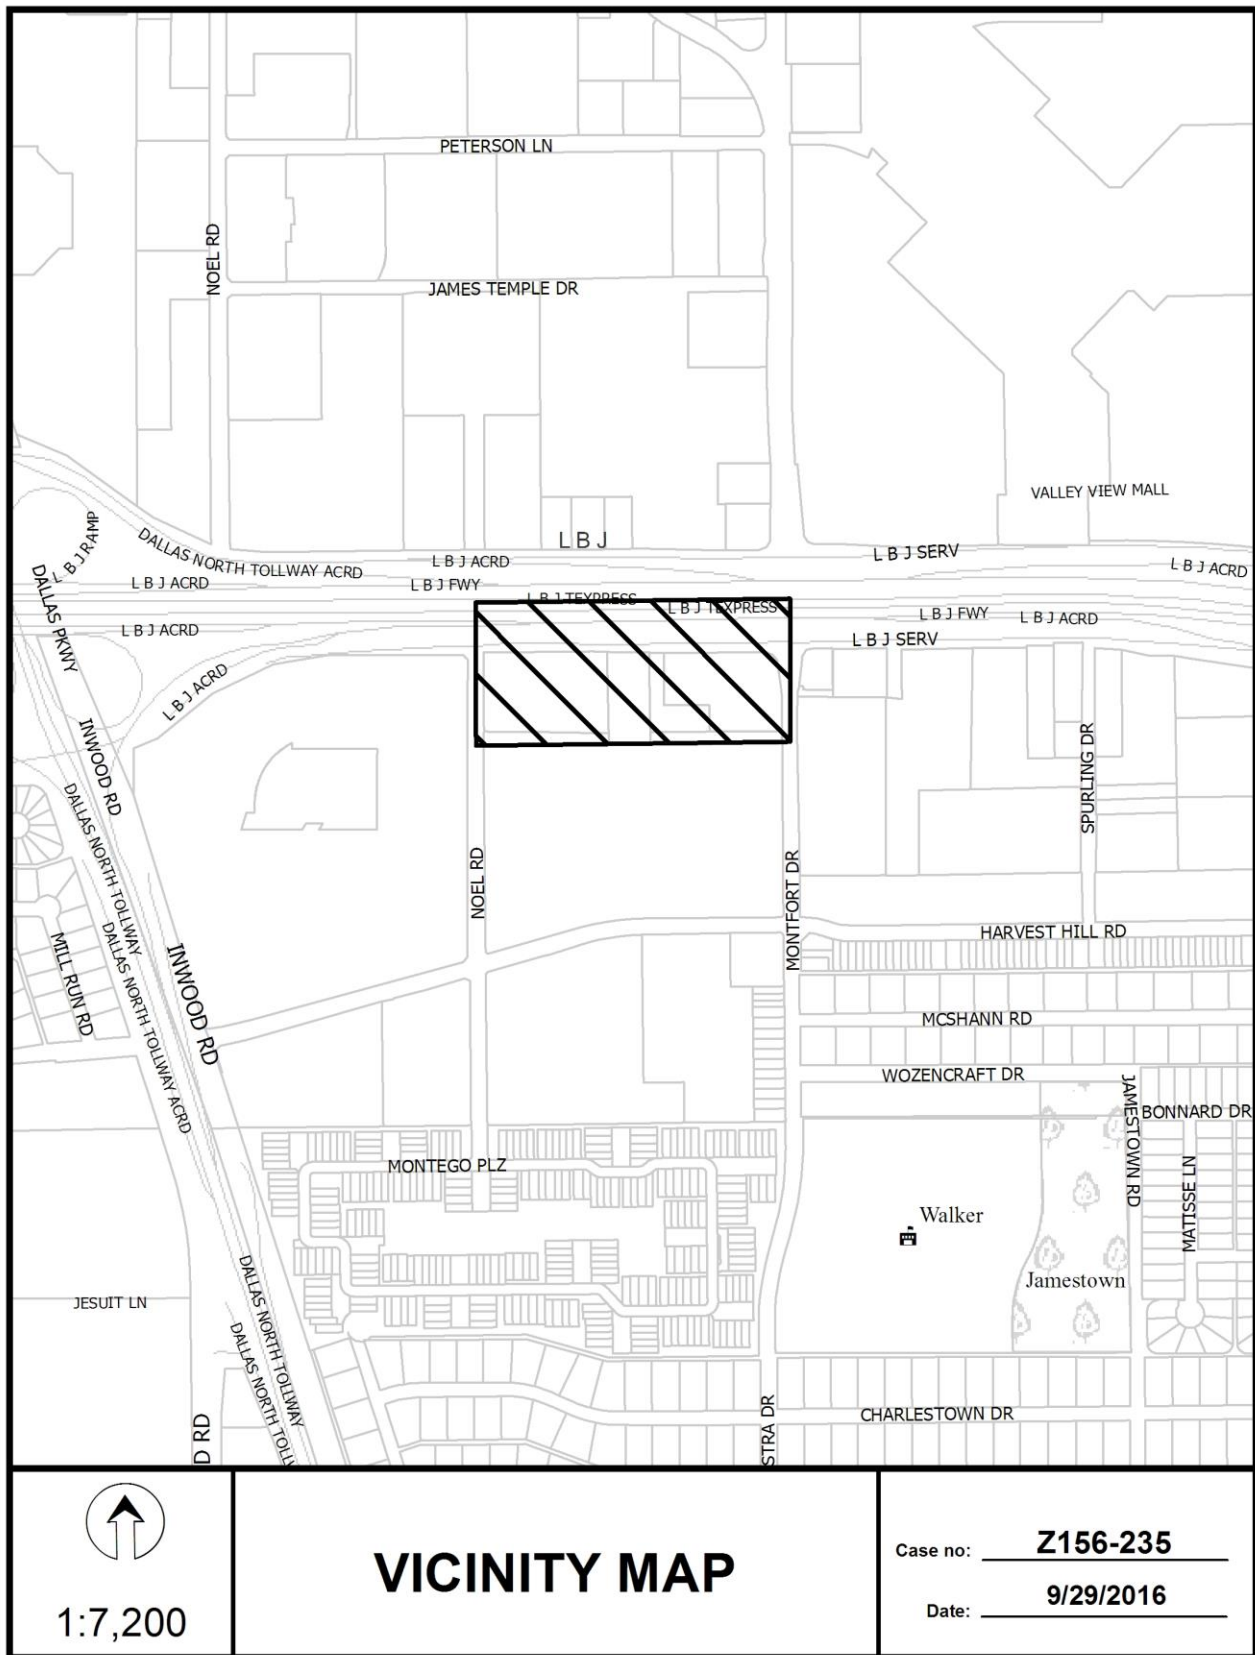 PETERSON LN
NOEL RD
JAMES TEMPLE DR
VALLEY VIEW MALL
L B J RAMP
DALLAS NORTH TOLLWAY ACRD
L B J
L B J ACRD
L B J SERV
L B J ACRD
L B J ACRD
L B J FWY
DALLAS PKWY
L B J TEXPRESS
L B J TEXPRESS
L B J FWY
L B J ACRD
L B J ACRD
L B J SERV
L B J ACRD
INWOOD RD
SPURLING DR
DALLAS NORTH TOLLWAY
NOEL RD
MONTFORT DR
HARVEST HILL RD
MILL RUN RD
DALLAS NORTH TOLLWAY ACRD
INWOOD RD
MCSHANN RD
WOZENCRAFT DR
JAMESTOWN RD
BONNARD DR
MONTEGO PLZ
MATISSE LN
Walker
Jamestown
JESUIT LN
DALLAS NORTH TOLLWAY
DALLAS NORTH TOLLW
D RD
STRA DR
CHARLESTOWN DR
1:7,200
VICINITY MAP
Case no: Z156-235
Date: 9/29/2016